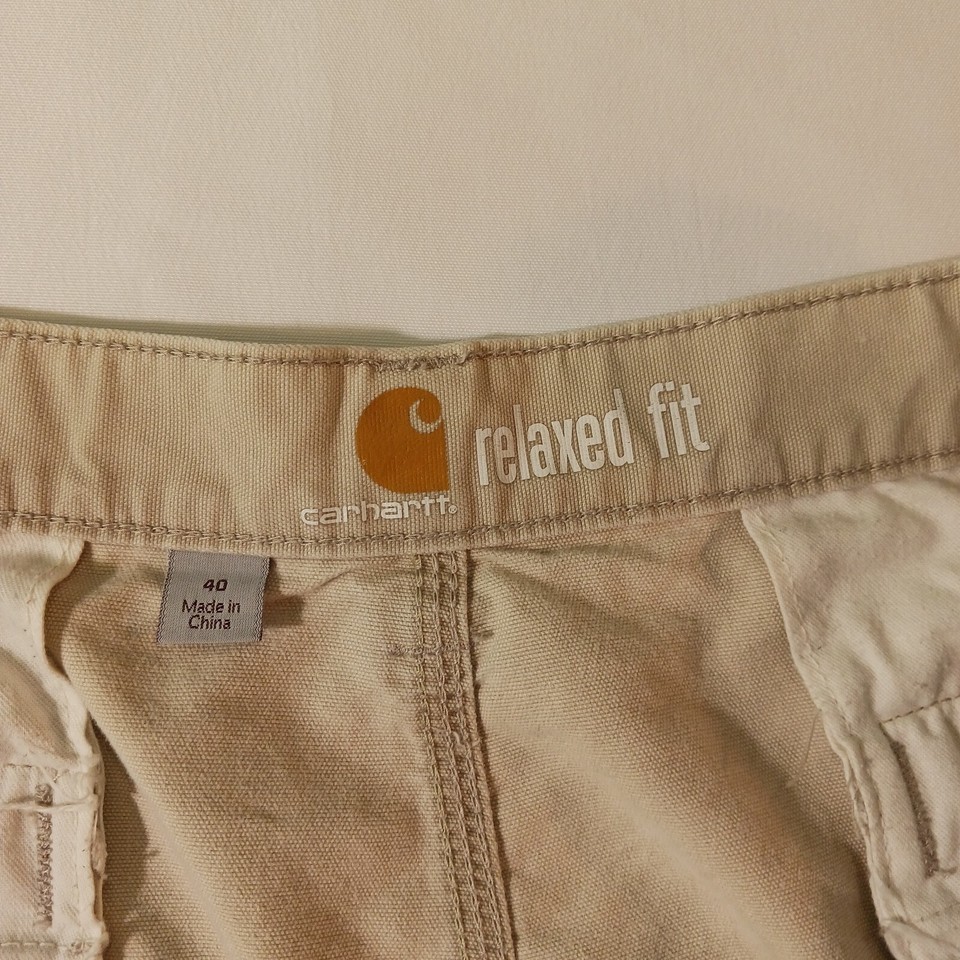 relaxed fit
carhartt.
40
Made in
China